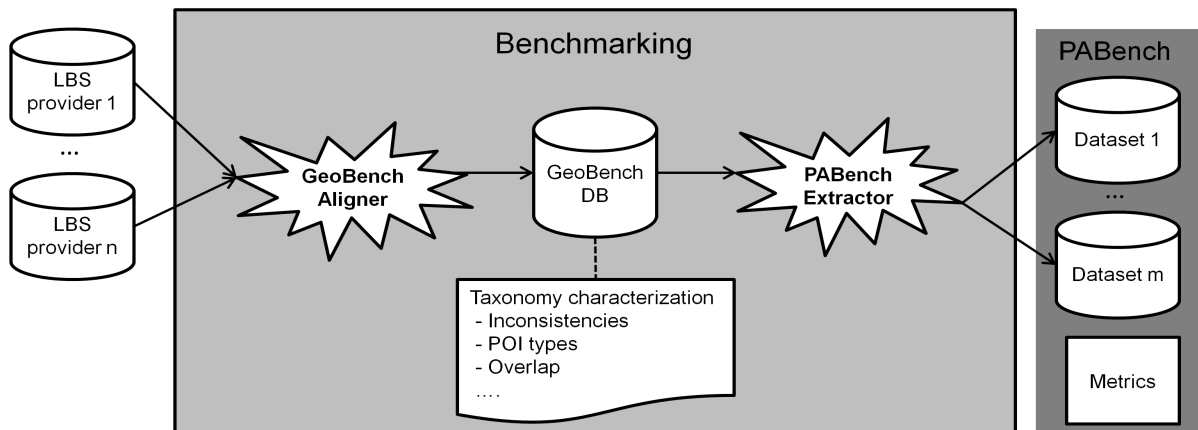 Benchmarking
LBS
provider 1
...
LBS
provider n
GeoBench
Aligner
GeoBench
DB
PABench
Extractor
Taxonomy characterization
- Inconsistencies
- POI types
- Overlap
....
PABench
Dataset 1
...
Dataset m
Metrics